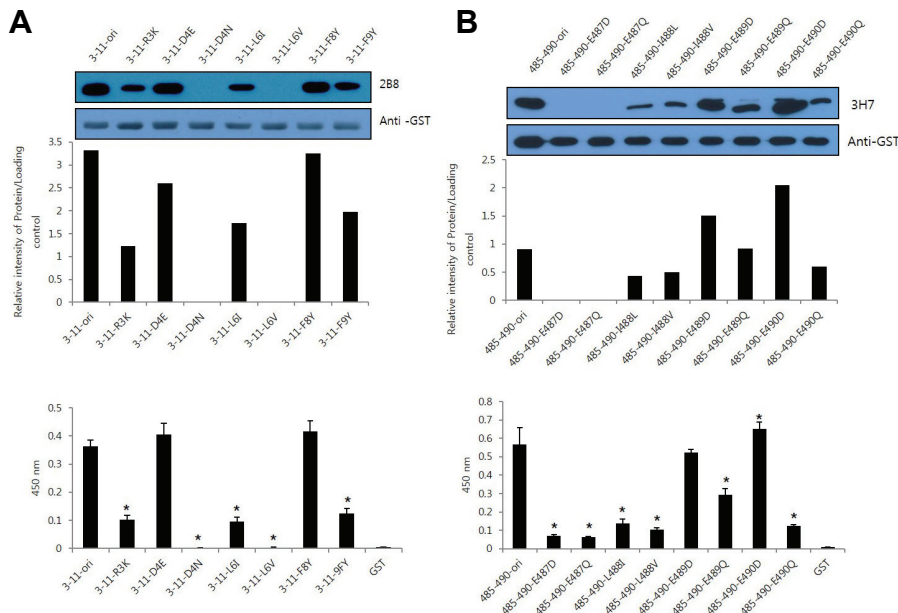 A
3-11-ori
3-11-R3K
3-11-D4E
3-11-D4N
3-11-L6I
3-11-L6V
3-11-F8Y
3-11-F9Y
2B8
Anti -GST
Relative intensity of Protein/Loading
control
3.5
3
2.5
2
1.5
1
0.5
0
3-11-ori
3-11-R3K
3-11-D4E
3-11-D4N
3-11-L6I
3-11-L6V
3-11-F8Y
3-11-F9Y
450 nm
0.5
0.4
0.3
0.2
0.1
0
*
*
*
*
*
3-11-ori
3-11-R3K
3-11-D4E
3-11-D4N
3-11-L6I
3-11-L6V
3-11-F8Y
3-11-9FY
GST
B
485-490-ori
485-490-E487D
485-490-E487Q
485-490-I488L
485-490-I488V
485-490-E489D
485-490-E489Q
485-490-E490D
485-490-E490Q
3H7
Anti-GST
Relative intensity of Protein/Loading
control
2.5
2
1.5
1
0.5
0
485-490-ori
485-490-E487D
485-490-E487Q
485-490-I488L
485-490-I488V
485-490-E489D
485-490-E489Q
485-490-E490D
485-490-E490Q
450 nm
0.8
0.7
0.6
0.5
0.4
0.3
0.2
0.1
0
*
*
*
*
*
*
*
485-490-ori
485-490-E487D
485-490-E487Q
485-490-L488I
485-490-L488V
485-490-E489D
485-490-E489Q
485-490-E490D
485-490-E490Q
GST